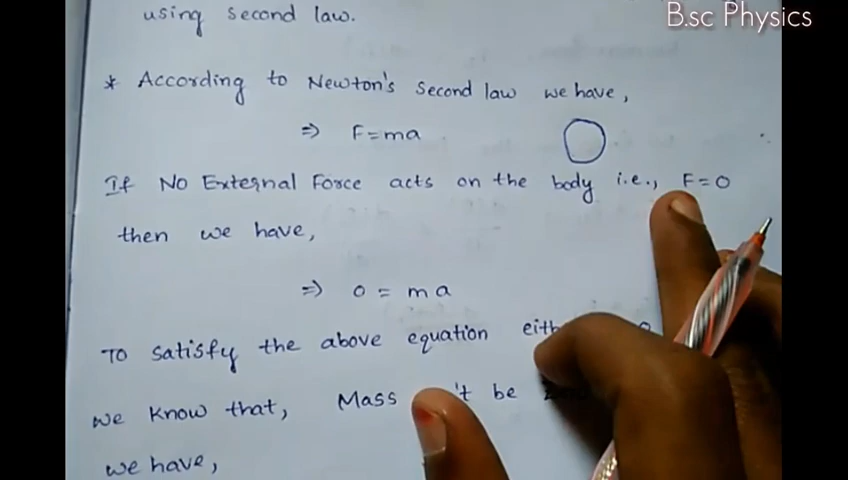 B.sc Physics
using second law.
* According to Newton's second law we have,
⇒ F=ma
If No External Force acts on the body i.e., F=0
then we have,
⇒ 0 = ma
To satisfy the above equation
we know that, Mass be
we have,